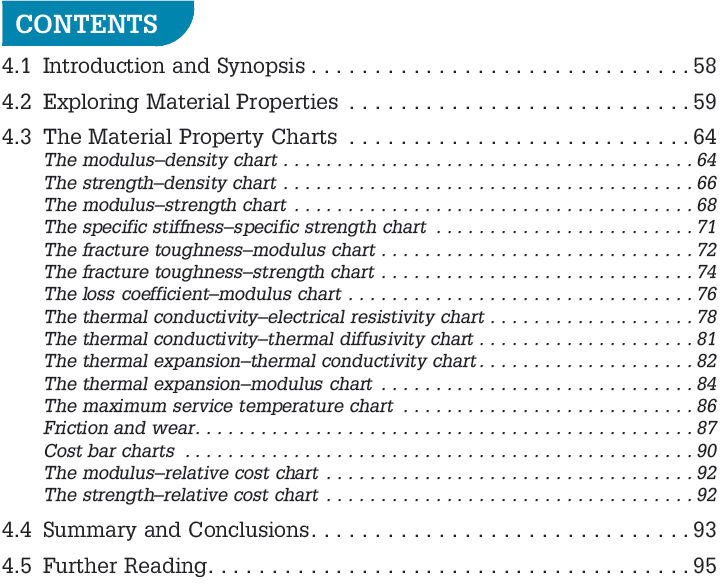 CONTENTS
4.1 Introduction and Synopsis . . . . . . . . . . . . . . . . . . . . . . . . . . . . . . . 58
4.2 Exploring Material Properties . . . . . . . . . . . . . . . . . . . . . . . . . . . . 59
4.3 The Material Property Charts . . . . . . . . . . . . . . . . . . . . . . . . . . . . 64
The modulus–density chart . . . . . . . . . . . . . . . . . . . . . . . . . . . . . . . . . . 64
The strength–density chart . . . . . . . . . . . . . . . . . . . . . . . . . . . . . . . . . . 66
The modulus–strength chart . . . . . . . . . . . . . . . . . . . . . . . . . . . . . . . . . 68
The specific stiffness–specific strength chart . . . . . . . . . . . . . . . . . . . . . 71
The fracture toughness–modulus chart . . . . . . . . . . . . . . . . . . . . . . . . . . 72
The fracture toughness–strength chart . . . . . . . . . . . . . . . . . . . . . . . . . . 74
The loss coefficient–modulus chart . . . . . . . . . . . . . . . . . . . . . . . . . . . . . 76
The thermal conductivity–electrical resistivity chart . . . . . . . . . . . . . . . . . 78
The thermal conductivity–thermal diffusivity chart . . . . . . . . . . . . . . . . . . 81
The thermal expansion–thermal conductivity chart . . . . . . . . . . . . . . . . . . 82
The thermal expansion–modulus chart . . . . . . . . . . . . . . . . . . . . . . . . . . 84
The maximum service temperature chart . . . . . . . . . . . . . . . . . . . . . . . . 86
Friction and wear. . . . . . . . . . . . . . . . . . . . . . . . . . . . . . . . . . . . . . . . . . 87
Cost bar charts . . . . . . . . . . . . . . . . . . . . . . . . . . . . . . . . . . . . . . . . . . 90
The modulus–relative cost chart . . . . . . . . . . . . . . . . . . . . . . . . . . . . . . . 92
The strength–relative cost chart . . . . . . . . . . . . . . . . . . . . . . . . . . . . . . . 92
4.4 Summary and Conclusions. . . . . . . . . . . . . . . . . . . . . . . . . . . . . . . 93
4.5 Further Reading. . . . . . . . . . . . . . . . . . . . . . . . . . . . . . . . . . . . . . . . 95